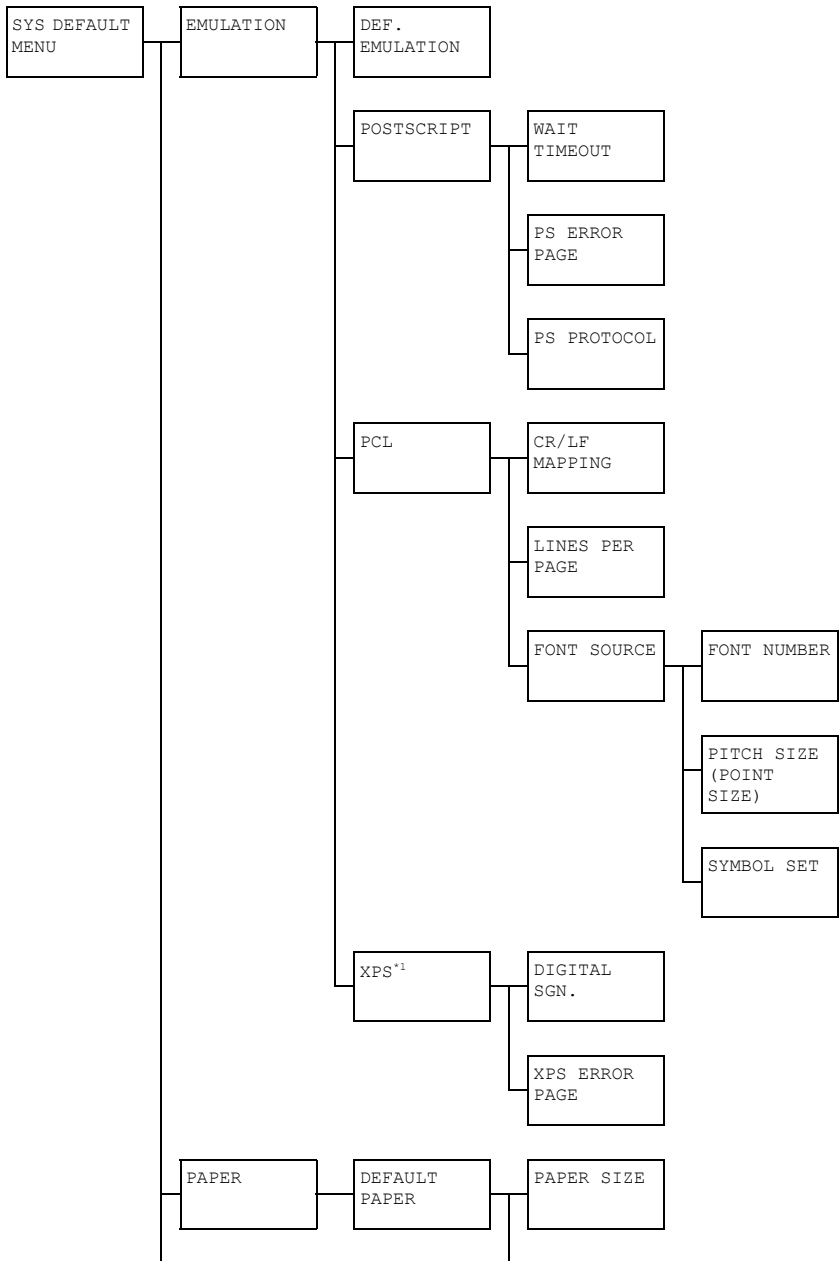 SYS DEFAULT
MENU
EMULATION
DEF.
EMULATION
POSTSCRIPT
WAIT
TIMEOUT
PS ERROR
PAGE
PS PROTOCOL
PCL
CR/LF
MAPPING
LINES PER
PAGE
FONT SOURCE
FONT NUMBER
PITCH SIZE
(POINT
SIZE)
SYMBOL SET
XPS*1
DIGITAL
SGN.
XPS ERROR
PAGE
PAPER
DEFAULT
PAPER
PAPER SIZE